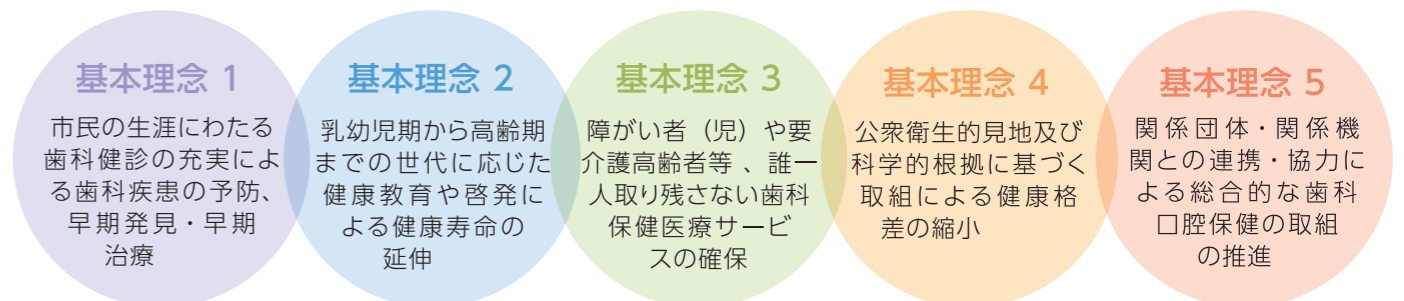 基本理念 1
市民の生涯にわたる
歯科健診の充実によ
る歯科疾患の予防、
早期発見・早期
治療
基本理念 2
乳幼児期から高齢期
までの世代に応じた
健康教育や啓発に
よる健康寿命の
延伸
基本理念 3
障がい者（児）や要
介護高齢者等 、誰一
人取り残さない歯科
保健医療サービ
スの確保
基本理念 4
公衆衛生的見地及び
科学的根拠に基づく
取組による健康格
差の縮小
基本理念 5
関係団体・関係機
関との連携・協力に
よる総合的な歯科
口腔保健の取組
の推進